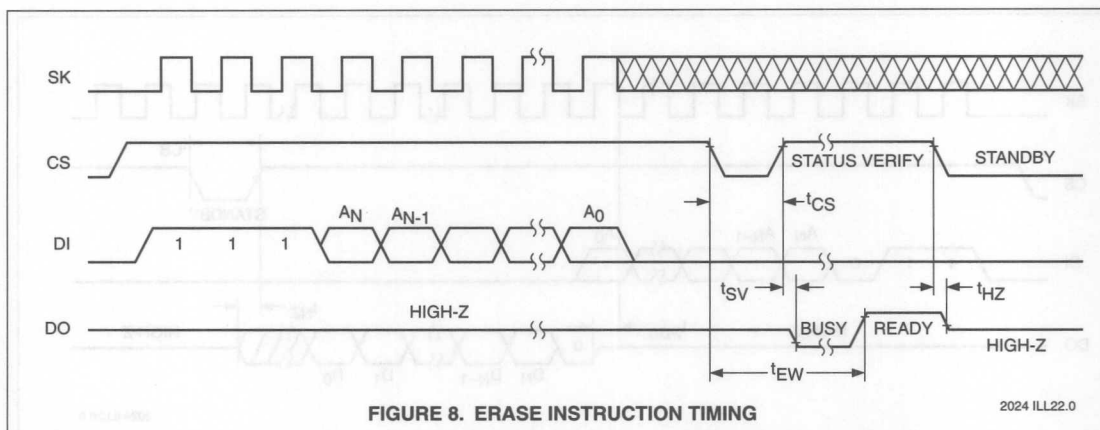 SK
CS
STATUS VERIFY
STANDBY
tCS
AN
AN-1
A0
DI
1 1 1
tSV
tHZ
HIGH-Z
DO
BUSY
READY
HIGH-Z
tEW
FIGURE 8. ERASE INSTRUCTION TIMING
2024 ILL22.0